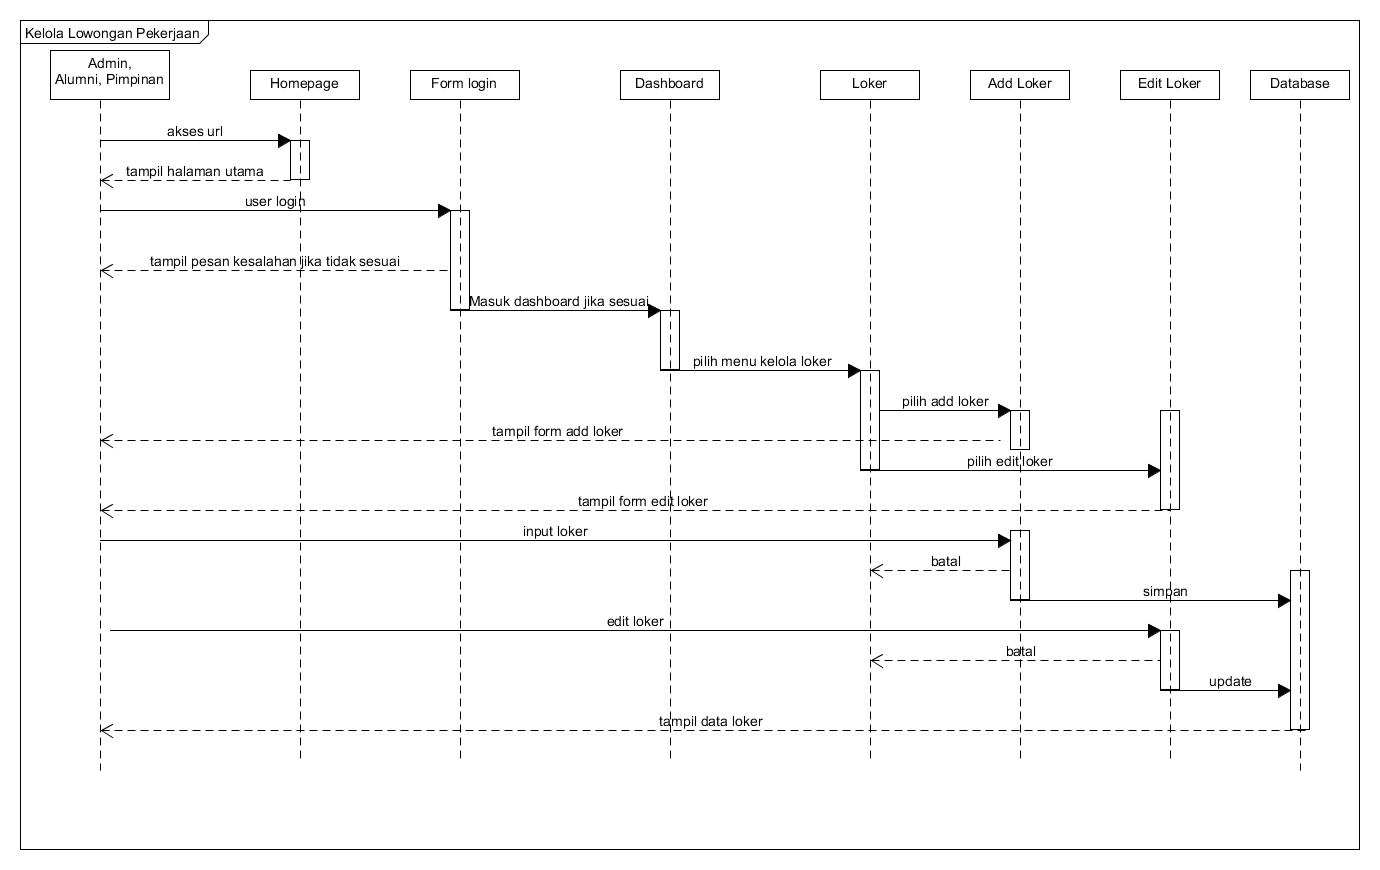 Kelola Lowongan Pekerjaan
Admin,
Alumni, Pimpinan
Homepage
Form login
Dashboard
Loker
Add Loker
Edit Loker
Database
akses url
tampil halaman utama
user login
tampil pesan kesalahan jika tidak sesuai
Masuk dashboard jika sesuai
pilih menu kelola loker
pilih add loker
tampil form add loker
pilih edit loker
tampil form edit loker
input loker
batal
simpan
edit loker
batal
update
tampil data loker